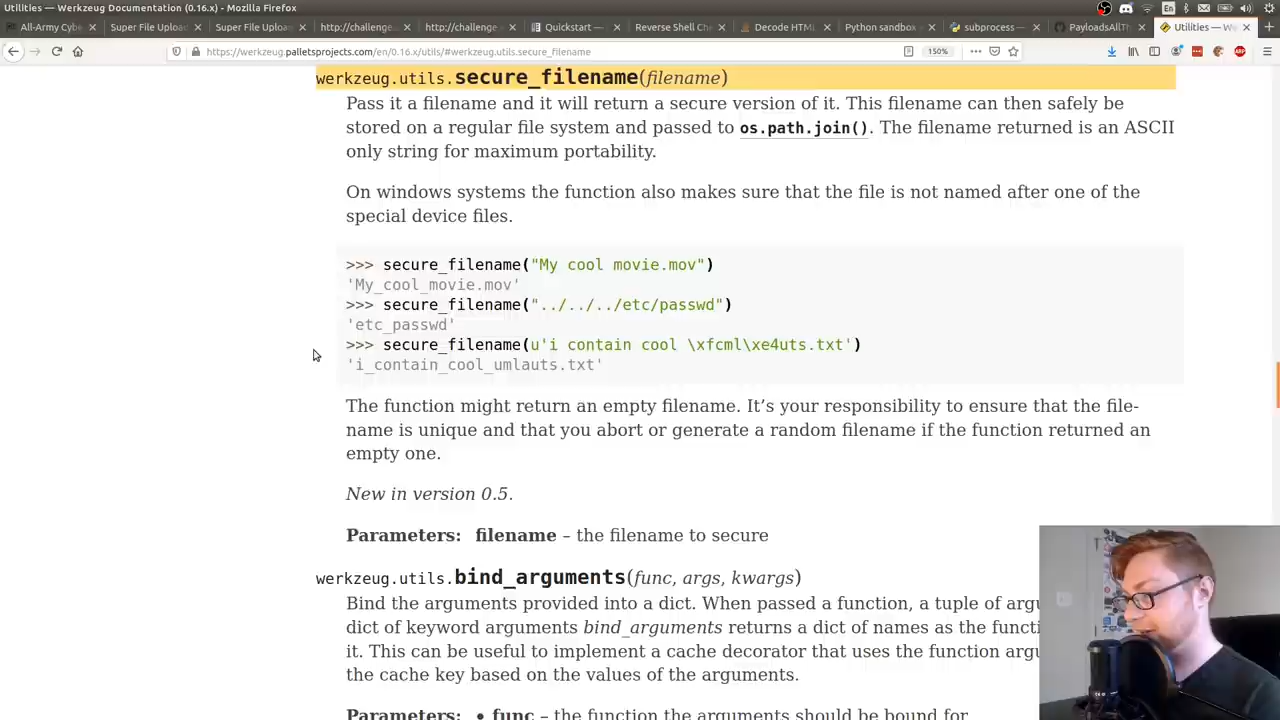 Utilities — Werkzeug Documentation (0.16.x) - Mozilla Firefox
All-Army Cybe
Super File Upload
Super File Uploa
http://challenge.
http://challenge
Quickstart —
Reverse Shell Che
Decode HTML
Python sandbox
subprocess—
PayloadsAllThe
Utilities — W
https://werkzeug.palletsprojects.com/en/0.16.x/utils/#werkzeug.utils.secure_filename
150%
werkzeug.utils.secure_filename(filename)
Pass it a filename and it will return a secure version of it. This filename can then safely be
stored on a regular file system and passed to os.path.join(). The filename returned is an ASCII
only string for maximum portability.
On windows systems the function also makes sure that the file is not named after one of the
special device files.
>>> secure_filename("My cool movie.mov")
'My_cool_movie.mov'
>>> secure_filename("../../../etc/passwd")
'etc_passwd'
>>> secure_filename(u'i contain cool \xfcml\xe4uts.txt')
'i_contain_cool_umlauts.txt'
The function might return an empty filename. It’s your responsibility to ensure that the file-
name is unique and that you abort or generate a random filename if the function returned an
empty one.
New in version 0.5.
Parameters: filename – the filename to secure
werkzeug.utils.bind_arguments(func, args, kwargs)
Bind the arguments provided into a dict. When passed a function, a tuple of argu
dict of keyword arguments bind_arguments returns a dict of names as the functi
it. This can be useful to implement a cache decorator that uses the function argu
the cache key based on the values of the arguments.
Parameters: • func – the function the arguments should be bound for